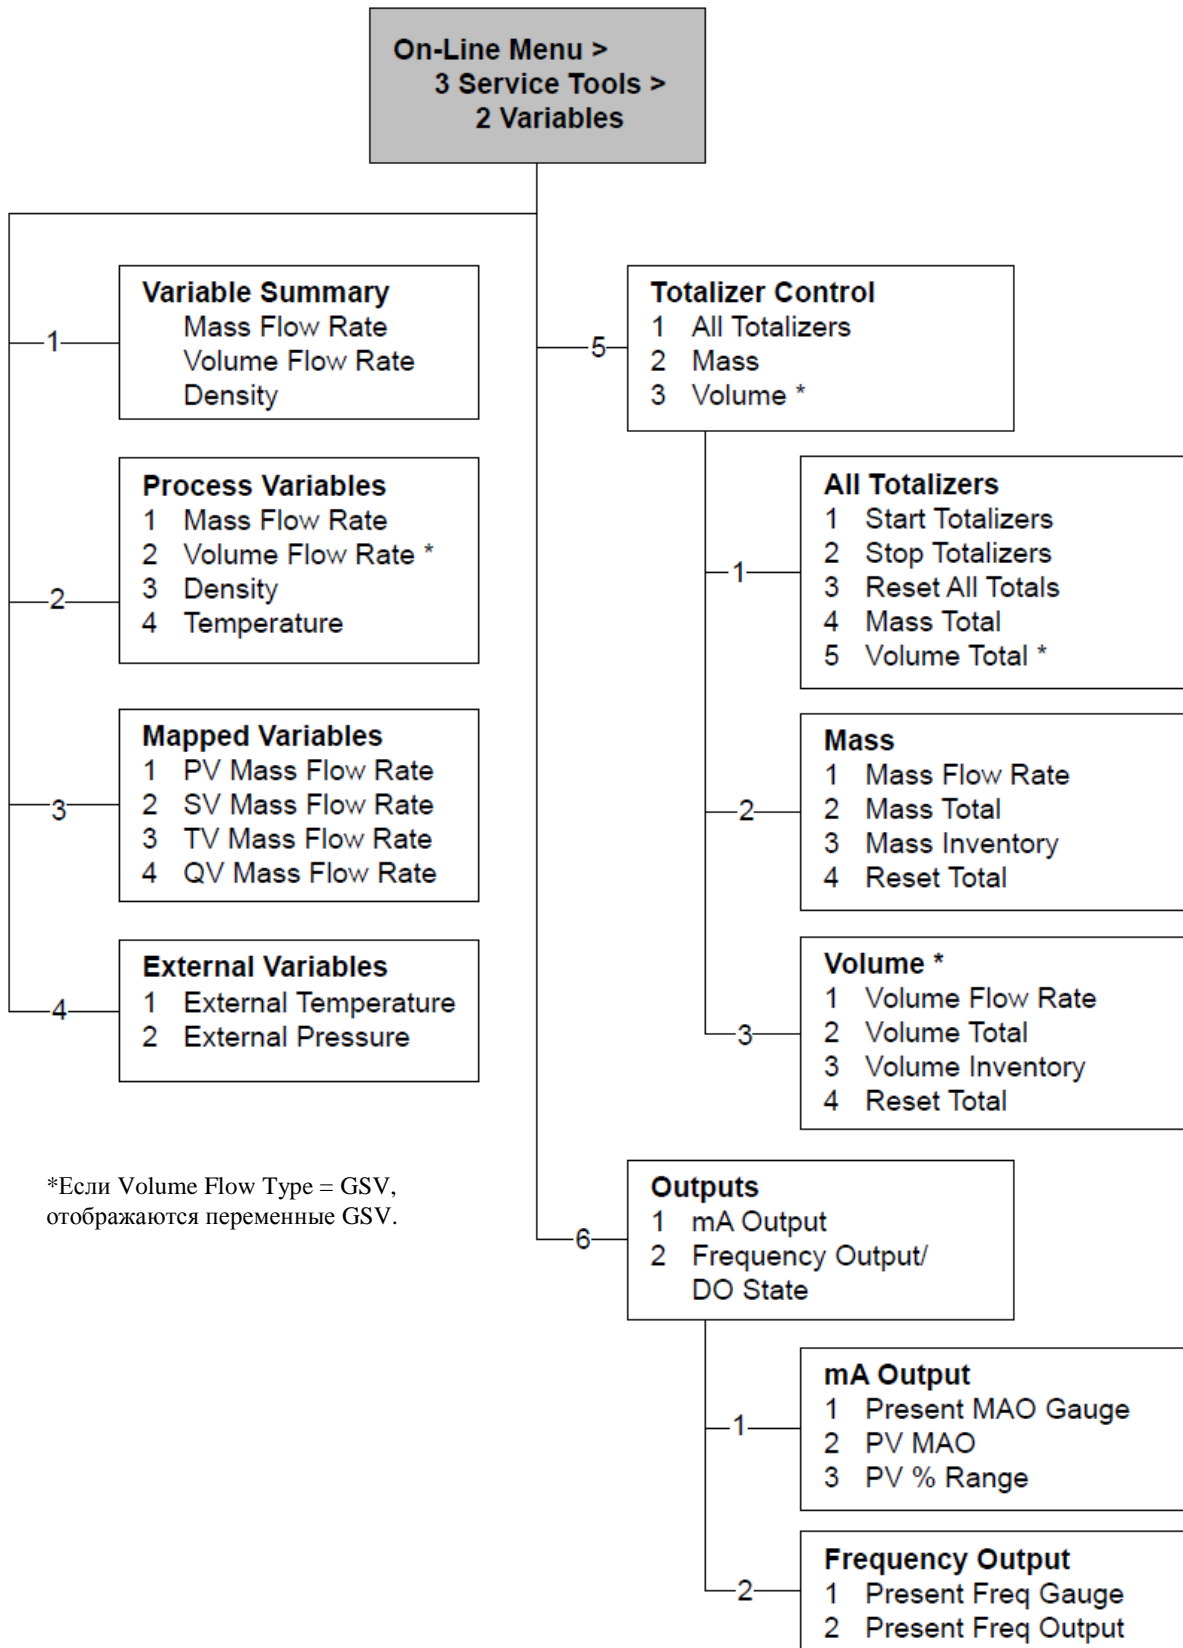 On-Line Menu >
3 Service Tools >
2 Variables
1
Variable Summary
Mass Flow Rate
Volume Flow Rate
Density
2
Process Variables
1 Mass Flow Rate
2 Volume Flow Rate *
3 Density
4 Temperature
3
Mapped Variables
1 PV Mass Flow Rate
2 SV Mass Flow Rate
3 TV Mass Flow Rate
4 QV Mass Flow Rate
4
External Variables
1 External Temperature
2 External Pressure
*Если Volume Flow Type = GSV,
отображаются переменные GSV.
5
Totalizer Control
1 All Totalizers
2 Mass
3 Volume *
1
All Totalizers
1 Start Totalizers
2 Stop Totalizers
3 Reset All Totals
4 Mass Total
5 Volume Total *
2
Mass
1 Mass Flow Rate
2 Mass Total
3 Mass Inventory
4 Reset Total
3
Volume *
1 Volume Flow Rate
2 Volume Total
3 Volume Inventory
4 Reset Total
6
Outputs
1 mA Output
2 Frequency Output/
DO State
1
mA Output
1 Present MAO Gauge
2 PV MAO
3 PV % Range
2
Frequency Output
1 Present Freq Gauge
2 Present Freq Output